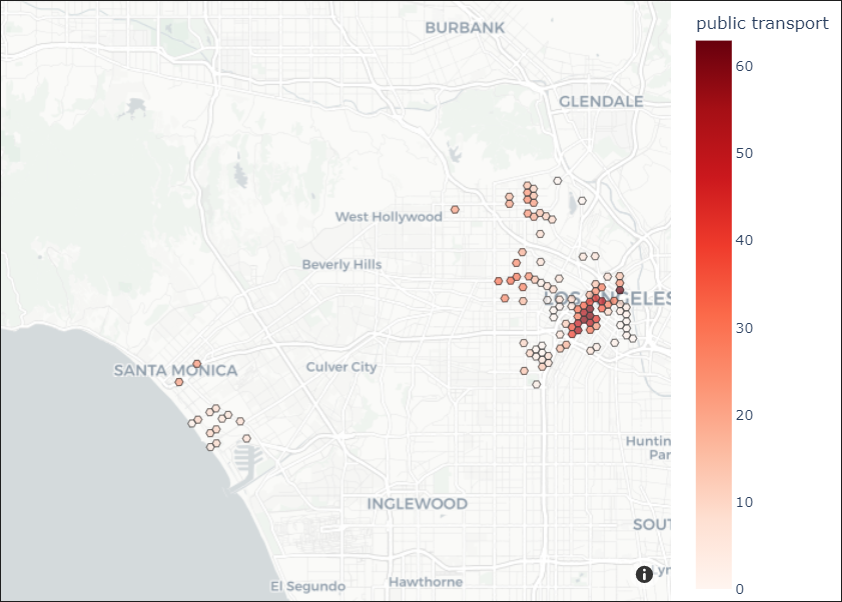 public transport
BURBANK
60
GLENDALE
50
West Hollywood
40
Beverly Hills
LOS ANGELES
30
SANTA MONICA
Culver City
20
Huntin
Par
10
INGLEWOOD
SOUT
i
Lyn
El Segundo
Hawthorne
0